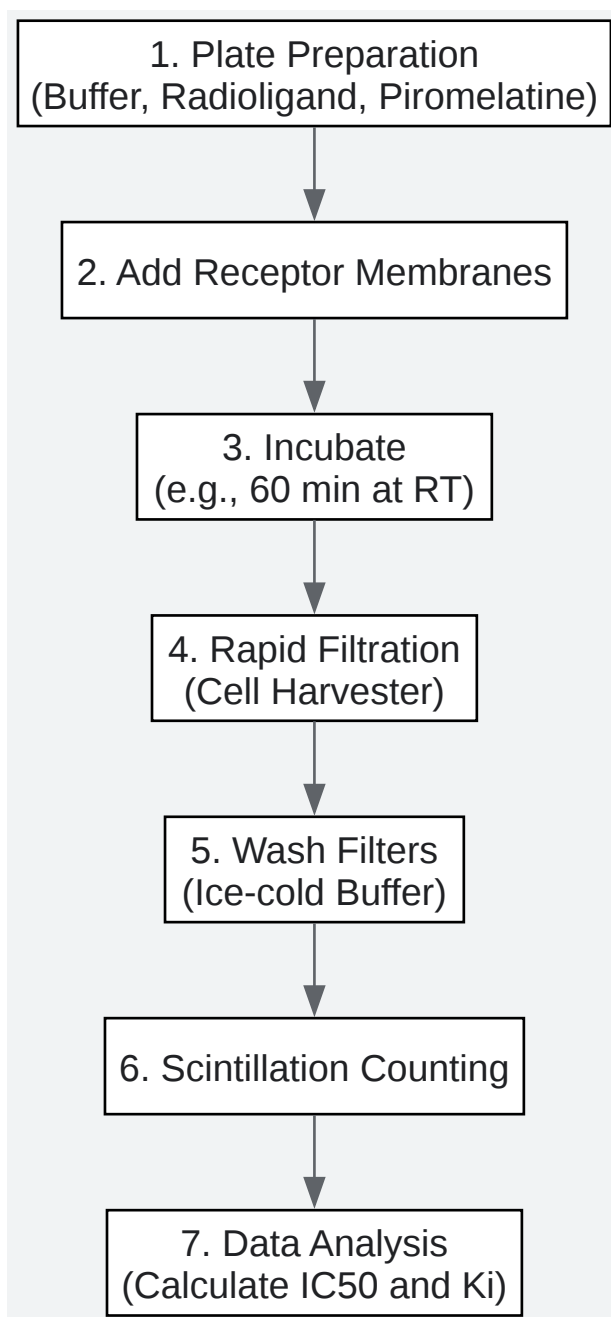 1. Plate Preparation
(Buffer, Radioligand, Piromelatine)
2. Add Receptor Membranes
3. Incubate
(e.g., 60 min at RT)
4. Rapid Filtration
(Cell Harvester)
5. Wash Filters
(Ice-cold Buffer)
6. Scintillation Counting
7. Data Analysis
(Calculate IC50 and Ki)